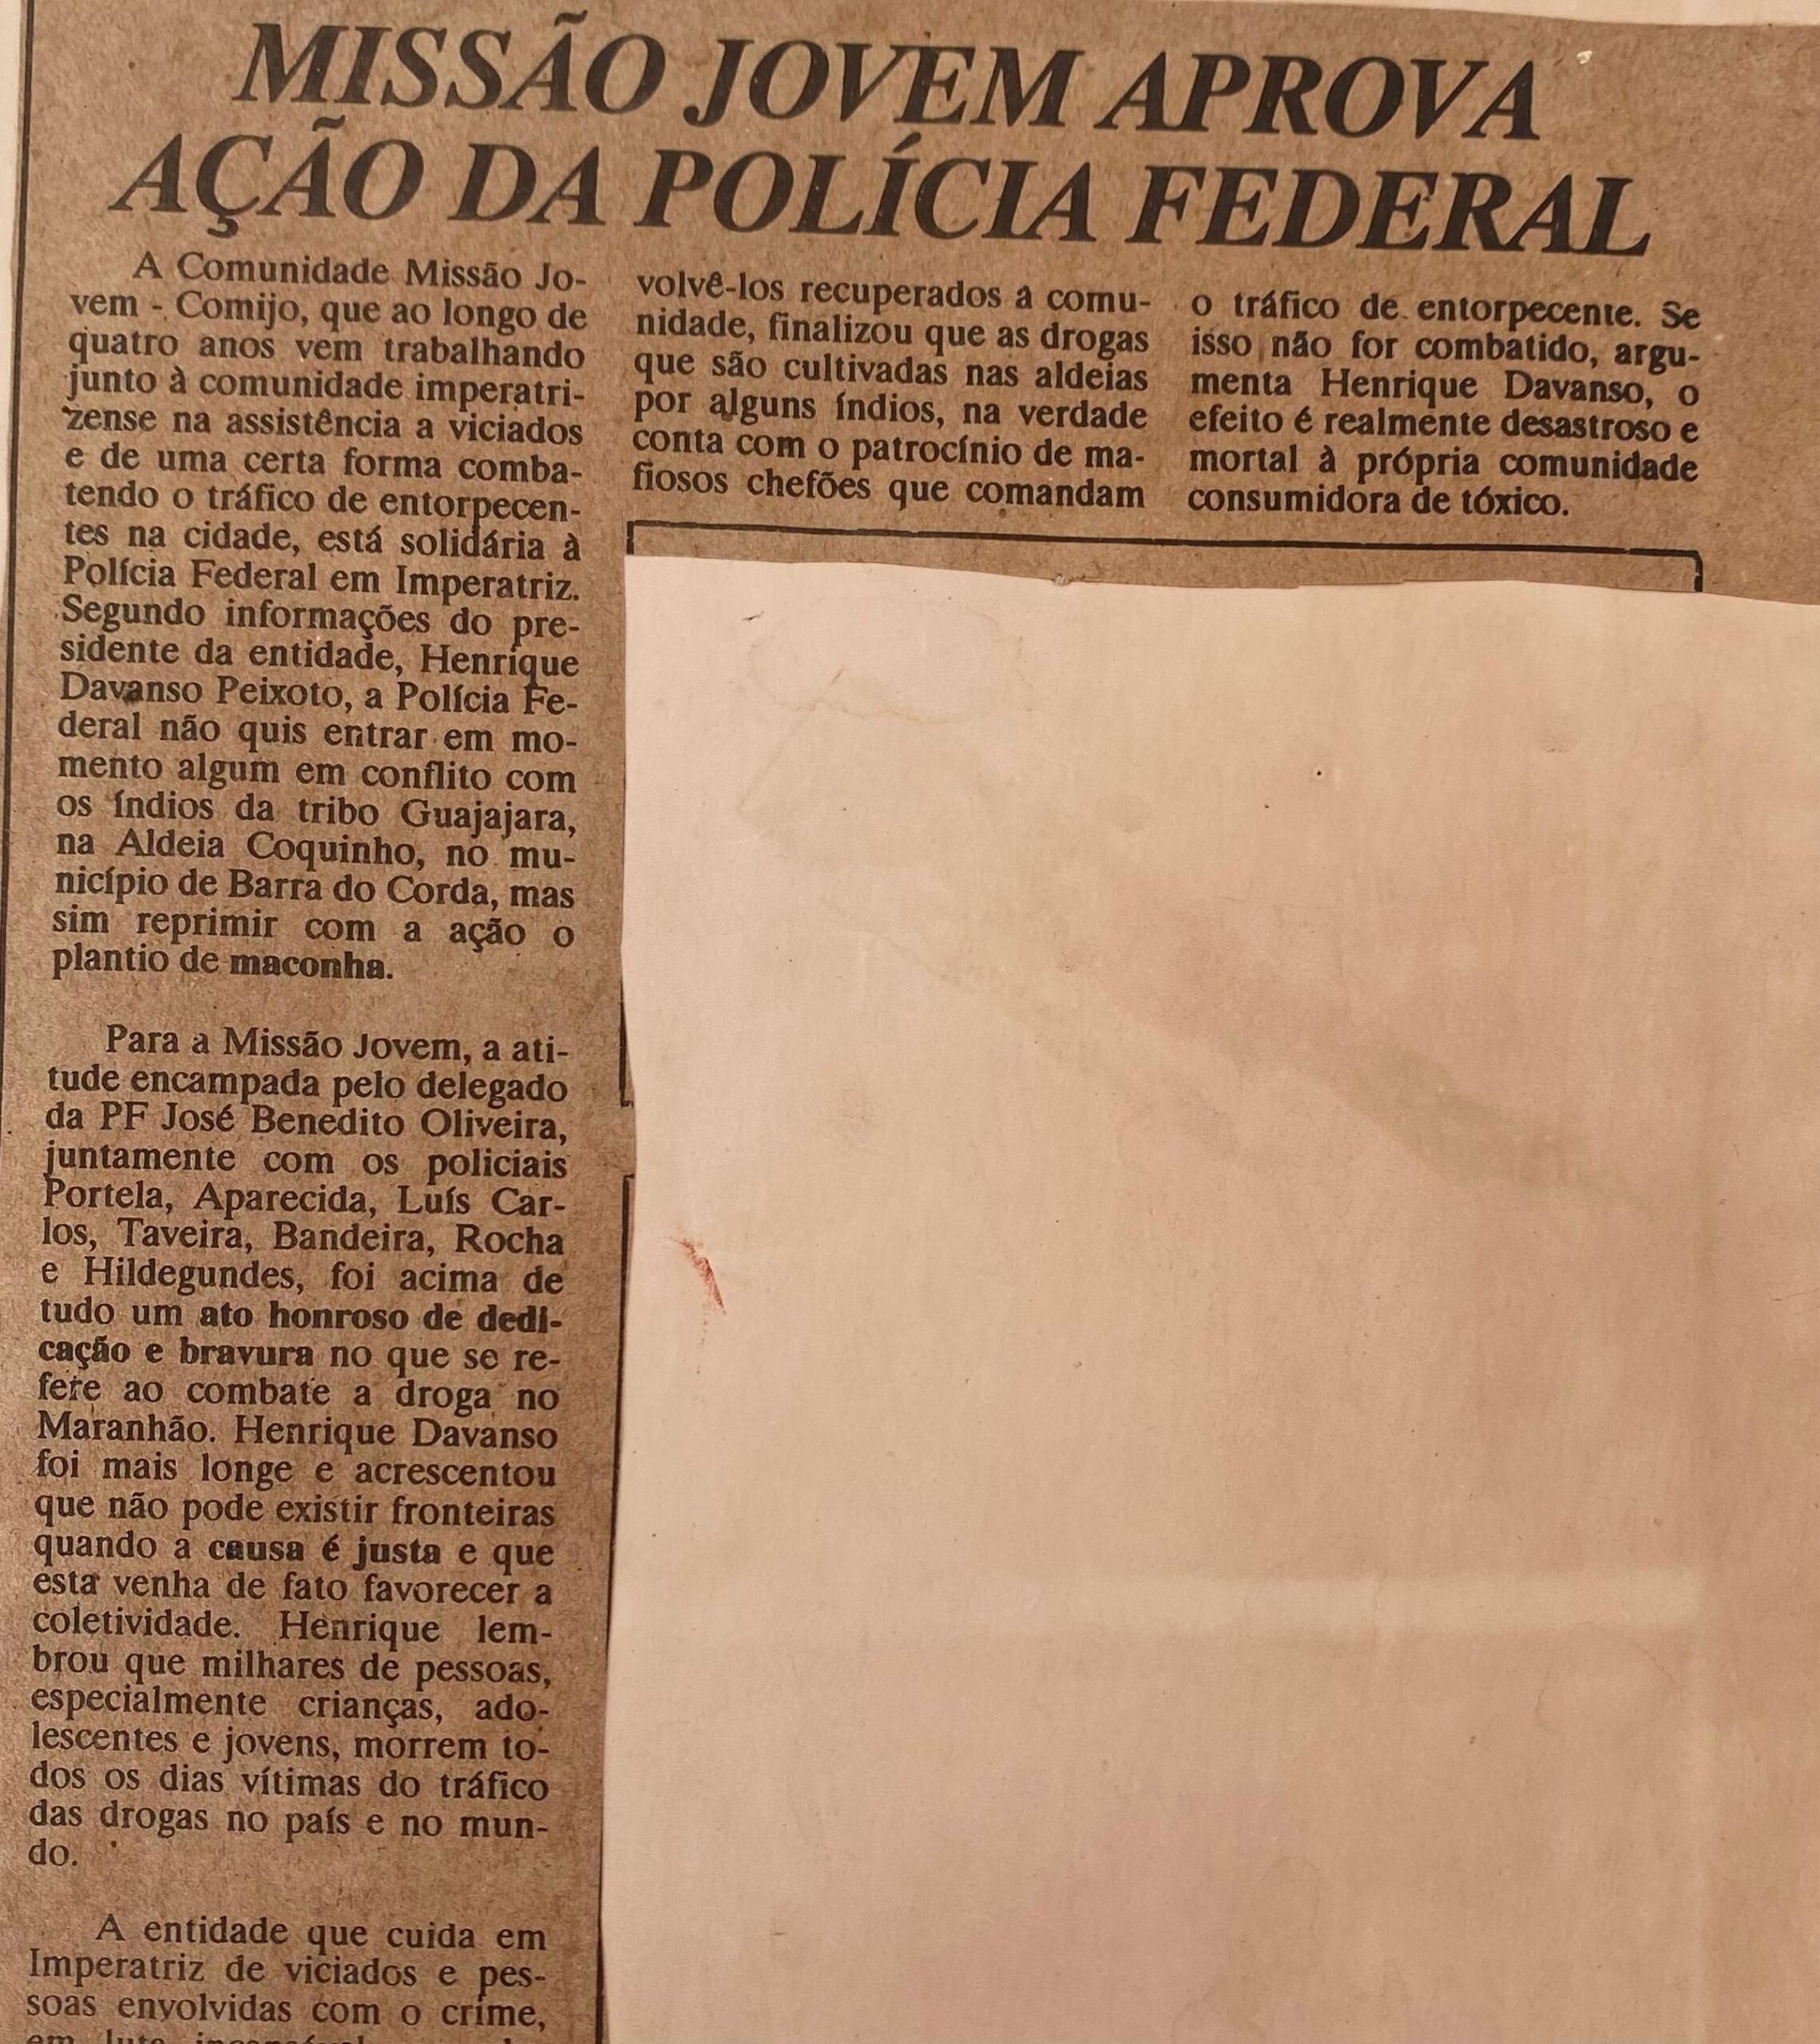 MISSÃO JOVEM APROVA
AÇÃO DA POLÍCIA FEDERAL
A Comunidade Missão Jo-
vem - Comijo, que ao longo de
quatro anos vem trabalhando
junto à comunidade imperatri-
zense na assistência a viciados
e de uma certa forma comba-
tendo o tráfico de entorpecen-
tes na cidade, está solidária à
Polícia Federal em Imperatriz.
Segundo informações do pre-
sidente da entidade, Henrique
Davanso Peixoto, a Polícia Fe-
deral não quis entrar em mo-
mento algum em conflito com
os índios da tribo Guajajara,
na Aldeia Coquinho, no mu-
nicípio de Barra do Corda, mas
sim reprimir com a ação o
plantio de maconha.
Para a Missão Jovem, a ati-
tude encampada pelo delegado
da PF José Benedito Oliveira,
juntamente com os policiais
Portela, Aparecida, Luís Car-
los, Taveira, Bandeira, Rocha
e Hildegundes, foi acima de
tudo um ato honroso de dedi-
cação e bravura no que se re-
fere ao combate a droga no
Maranhão. Henrique Davanso
foi mais longe e acrescentou
que não pode existir fronteiras
quando a causa é justa e que
esta venha de fato favorecer a
coletividade. Henrique lem-
brou que milhares de pessoas,
especialmente crianças, ado-
lescentes e jovens, morrem to-
dos os dias vítimas do tráfico
das drogas no país e no mun-
do.
A entidade que cuida em
Imperatriz de viciados e pes-
soas envolvidas com o crime,
em luta
volvê-los recuperados a comu-
nidade, finalizou que as drogas
que são cultivadas nas aldeias
por alguns índios, na verdade
conta com o patrocínio de ma-
fiosos chefões que comandam
o tráfico de entorpecente. Se
isso não for combatido, argu-
menta Henrique Davanso, o
efeito é realmente desastroso e
mortal à própria comunidade
consumidora de tóxico.